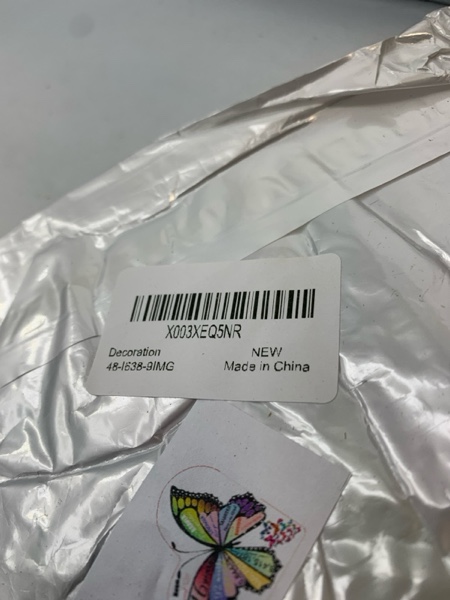 X003XEQ5NR
Decoration NEW
48-I638-9IMG Made in China